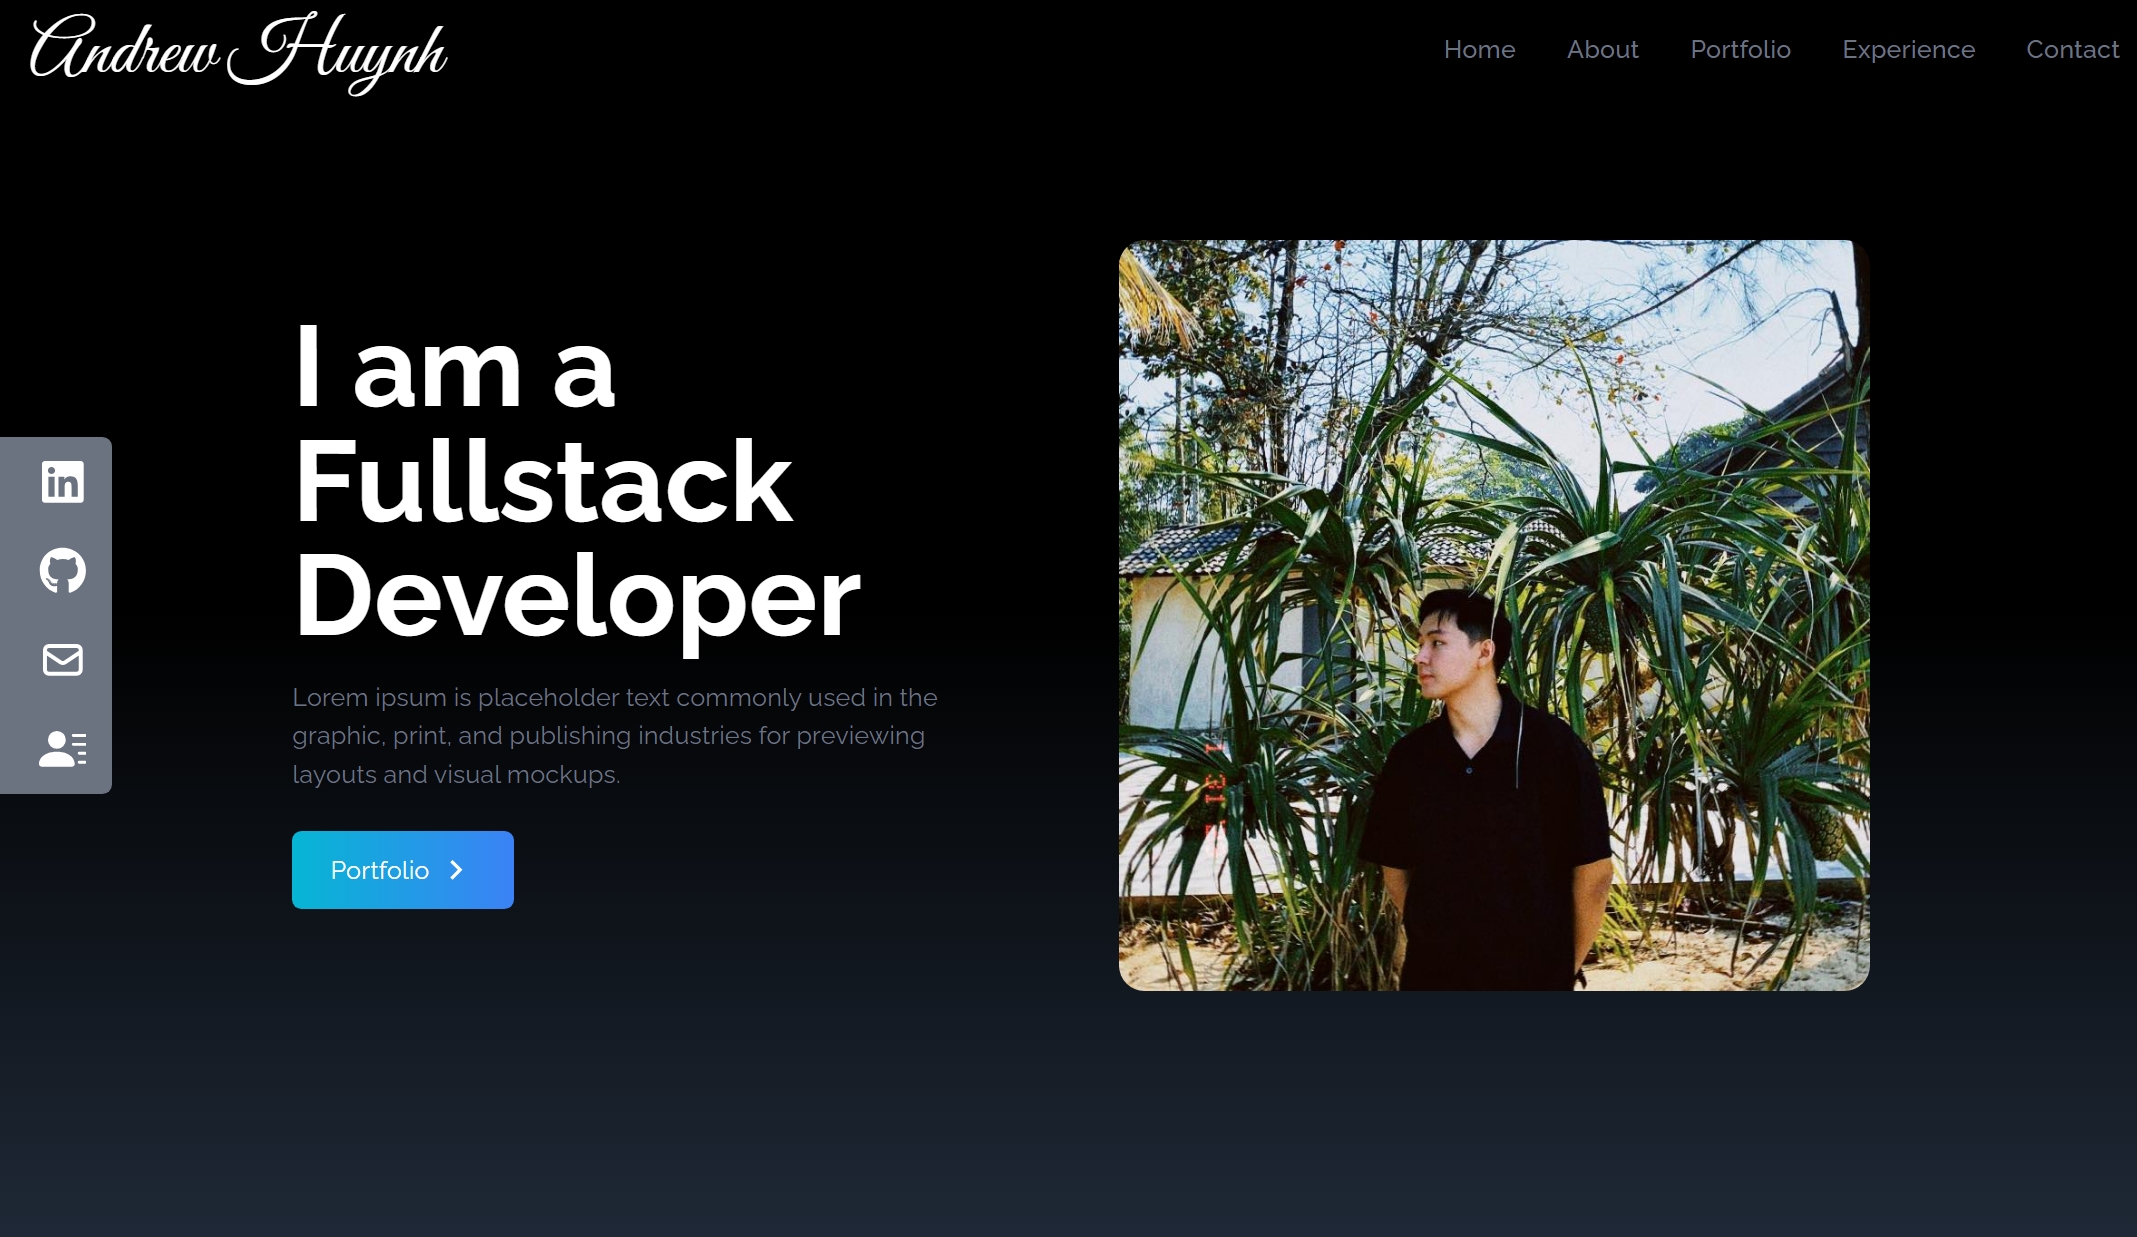 Andrew Huynh
Home About Portfolio Experience Contact
I am a
Fullstack
Developer
Lorem ipsum is placeholder text commonly used in the
graphic, print, and publishing industries for previewing
layouts and visual mockups.
Portfolio
in